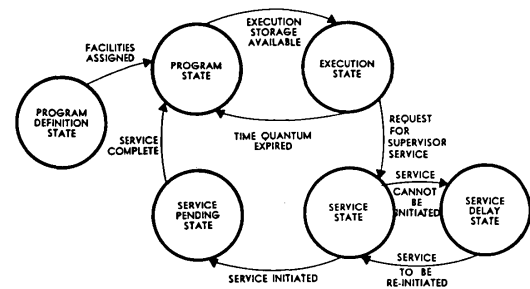 FACILITIES
ASSIGNED
EXECUTION
STORAGE
AVAILABLE
PROGRAM
STATE
EXECUTION
STATE
PROGRAM
DEFINITION
STATE
TIME QUANTUM
EXPIRED
SERVICE
COMPLETE
REQUEST
FOR
SUPERVISOR
SERVICE
SERVICE
PENDING
STATE
SERVICE
STATE
SERVICE
CANNOT
BE
INITIATED
SERVICE
DELAY
STATE
SERVICE INITIATED
SERVICE
TO BE
RE-INITIATED